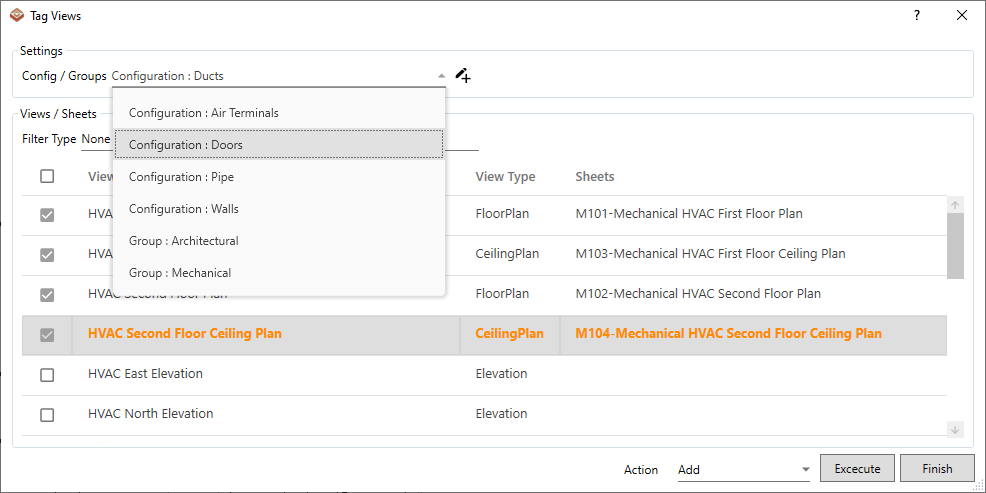 Tag Views ?
Settings
Config / Groups Configuration : Ducts
Configuration : Air Terminals
Views / Sheets
Filter Type None
Configuration : Doors
Configuration : Pipe
Configuration : Walls
Group : Architectural
Group : Mechanical
View Type Sheets
FloorPlan M101-Mechanical HVAC First Floor Plan
CeilingPlan M103-Mechanical HVAC First Floor Ceiling Plan
HVAC Second Floor Plan FloorPlan M102-Mechanical HVAC Second Floor Plan
HVAC Second Floor Ceiling Plan CeilingPlan M104-Mechanical HVAC Second Floor Ceiling Plan
HVAC East Elevation Elevation
HVAC North Elevation Elevation
Action Add Excecute Finish